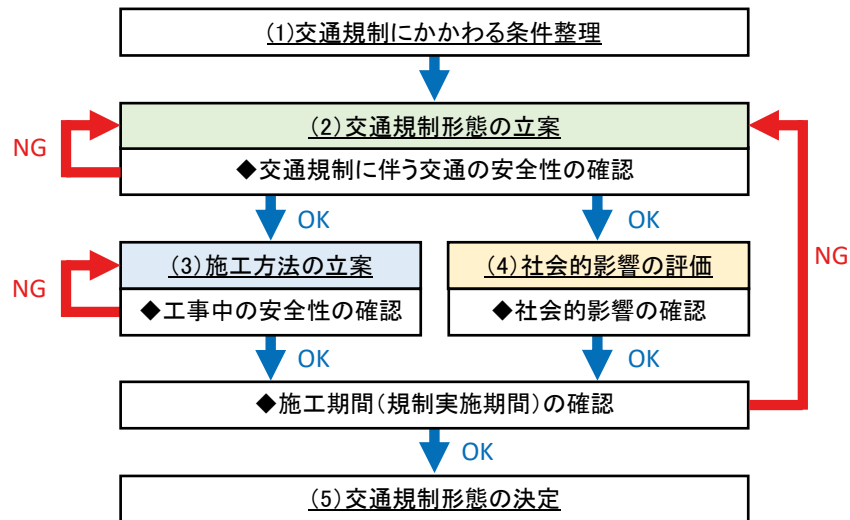 (1)交通規制にかかわる条件整理
(2)交通規制形態の立案
NG
◆交通規制に伴う交通の安全性の確認
OK
OK
(3)施工方法の立案
(4)社会的影響の評価
NG
NG
◆工事中の安全性の確認
◆社会的影響の確認
OK
OK
◆施工期間(規制実施期間)の確認
OK
(5)交通規制形態の決定